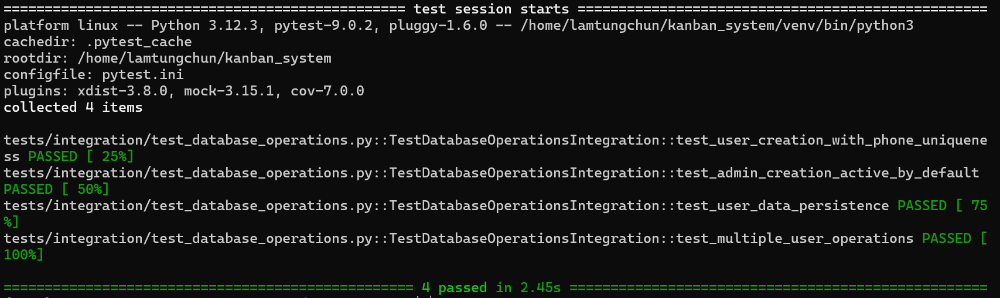 ================================================= test session starts ==================================================
platform linux -- Python 3.12.3, pytest-9.0.2, pluggy-1.6.0 -- /home/lamtungchun/kanban_system/venv/bin/python3
cachedir: .pytest_cache
rootdir: /home/lamtungchun/kanban_system
configfile: pytest.ini
plugins: xdist-3.8.0, mock-3.15.1, cov-7.0.0
collected 4 items
tests/integration/test_database_operations.py::TestDatabaseOperationsIntegration::test_user_creation_with_phone_uniquene
ss PASSED [ 25%]
tests/integration/test_database_operations.py::TestDatabaseOperationsIntegration::test_admin_creation_active_by_default
PASSED [ 50%]
tests/integration/test_database_operations.py::TestDatabaseOperationsIntegration::test_user_data_persistence PASSED [ 75
%]
tests/integration/test_database_operations.py::TestDatabaseOperationsIntegration::test_multiple_user_operations PASSED [
100%]
================================================== 4 passed in 2.45s ===================================================